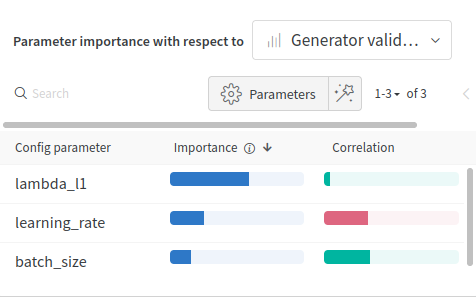 Parameter importance with respect to Generator valid...
Search Parameters 1-3 of 3
Config parameter Importance Correlation
lambda_l1
learning_rate
batch_size